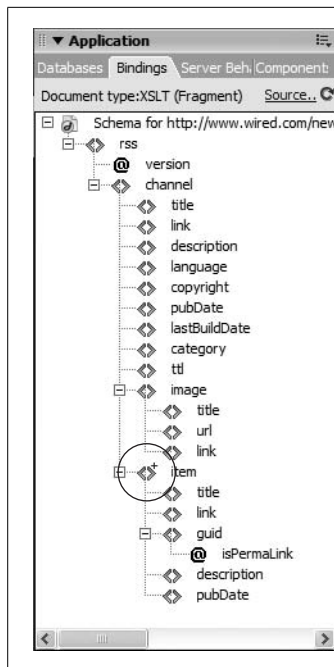 Application
Databases Bindings Server Beh. Component:
Document type:XSLT (Fragment) Source..
Schema for http://www.wired.com/new
rss
@ version
channel
title
link
description
language
copyright
pubDate
lastBuildDate
category
ttl
image
title
url
link
item
title
link
guid
@ isPermaLink
description
pubDate